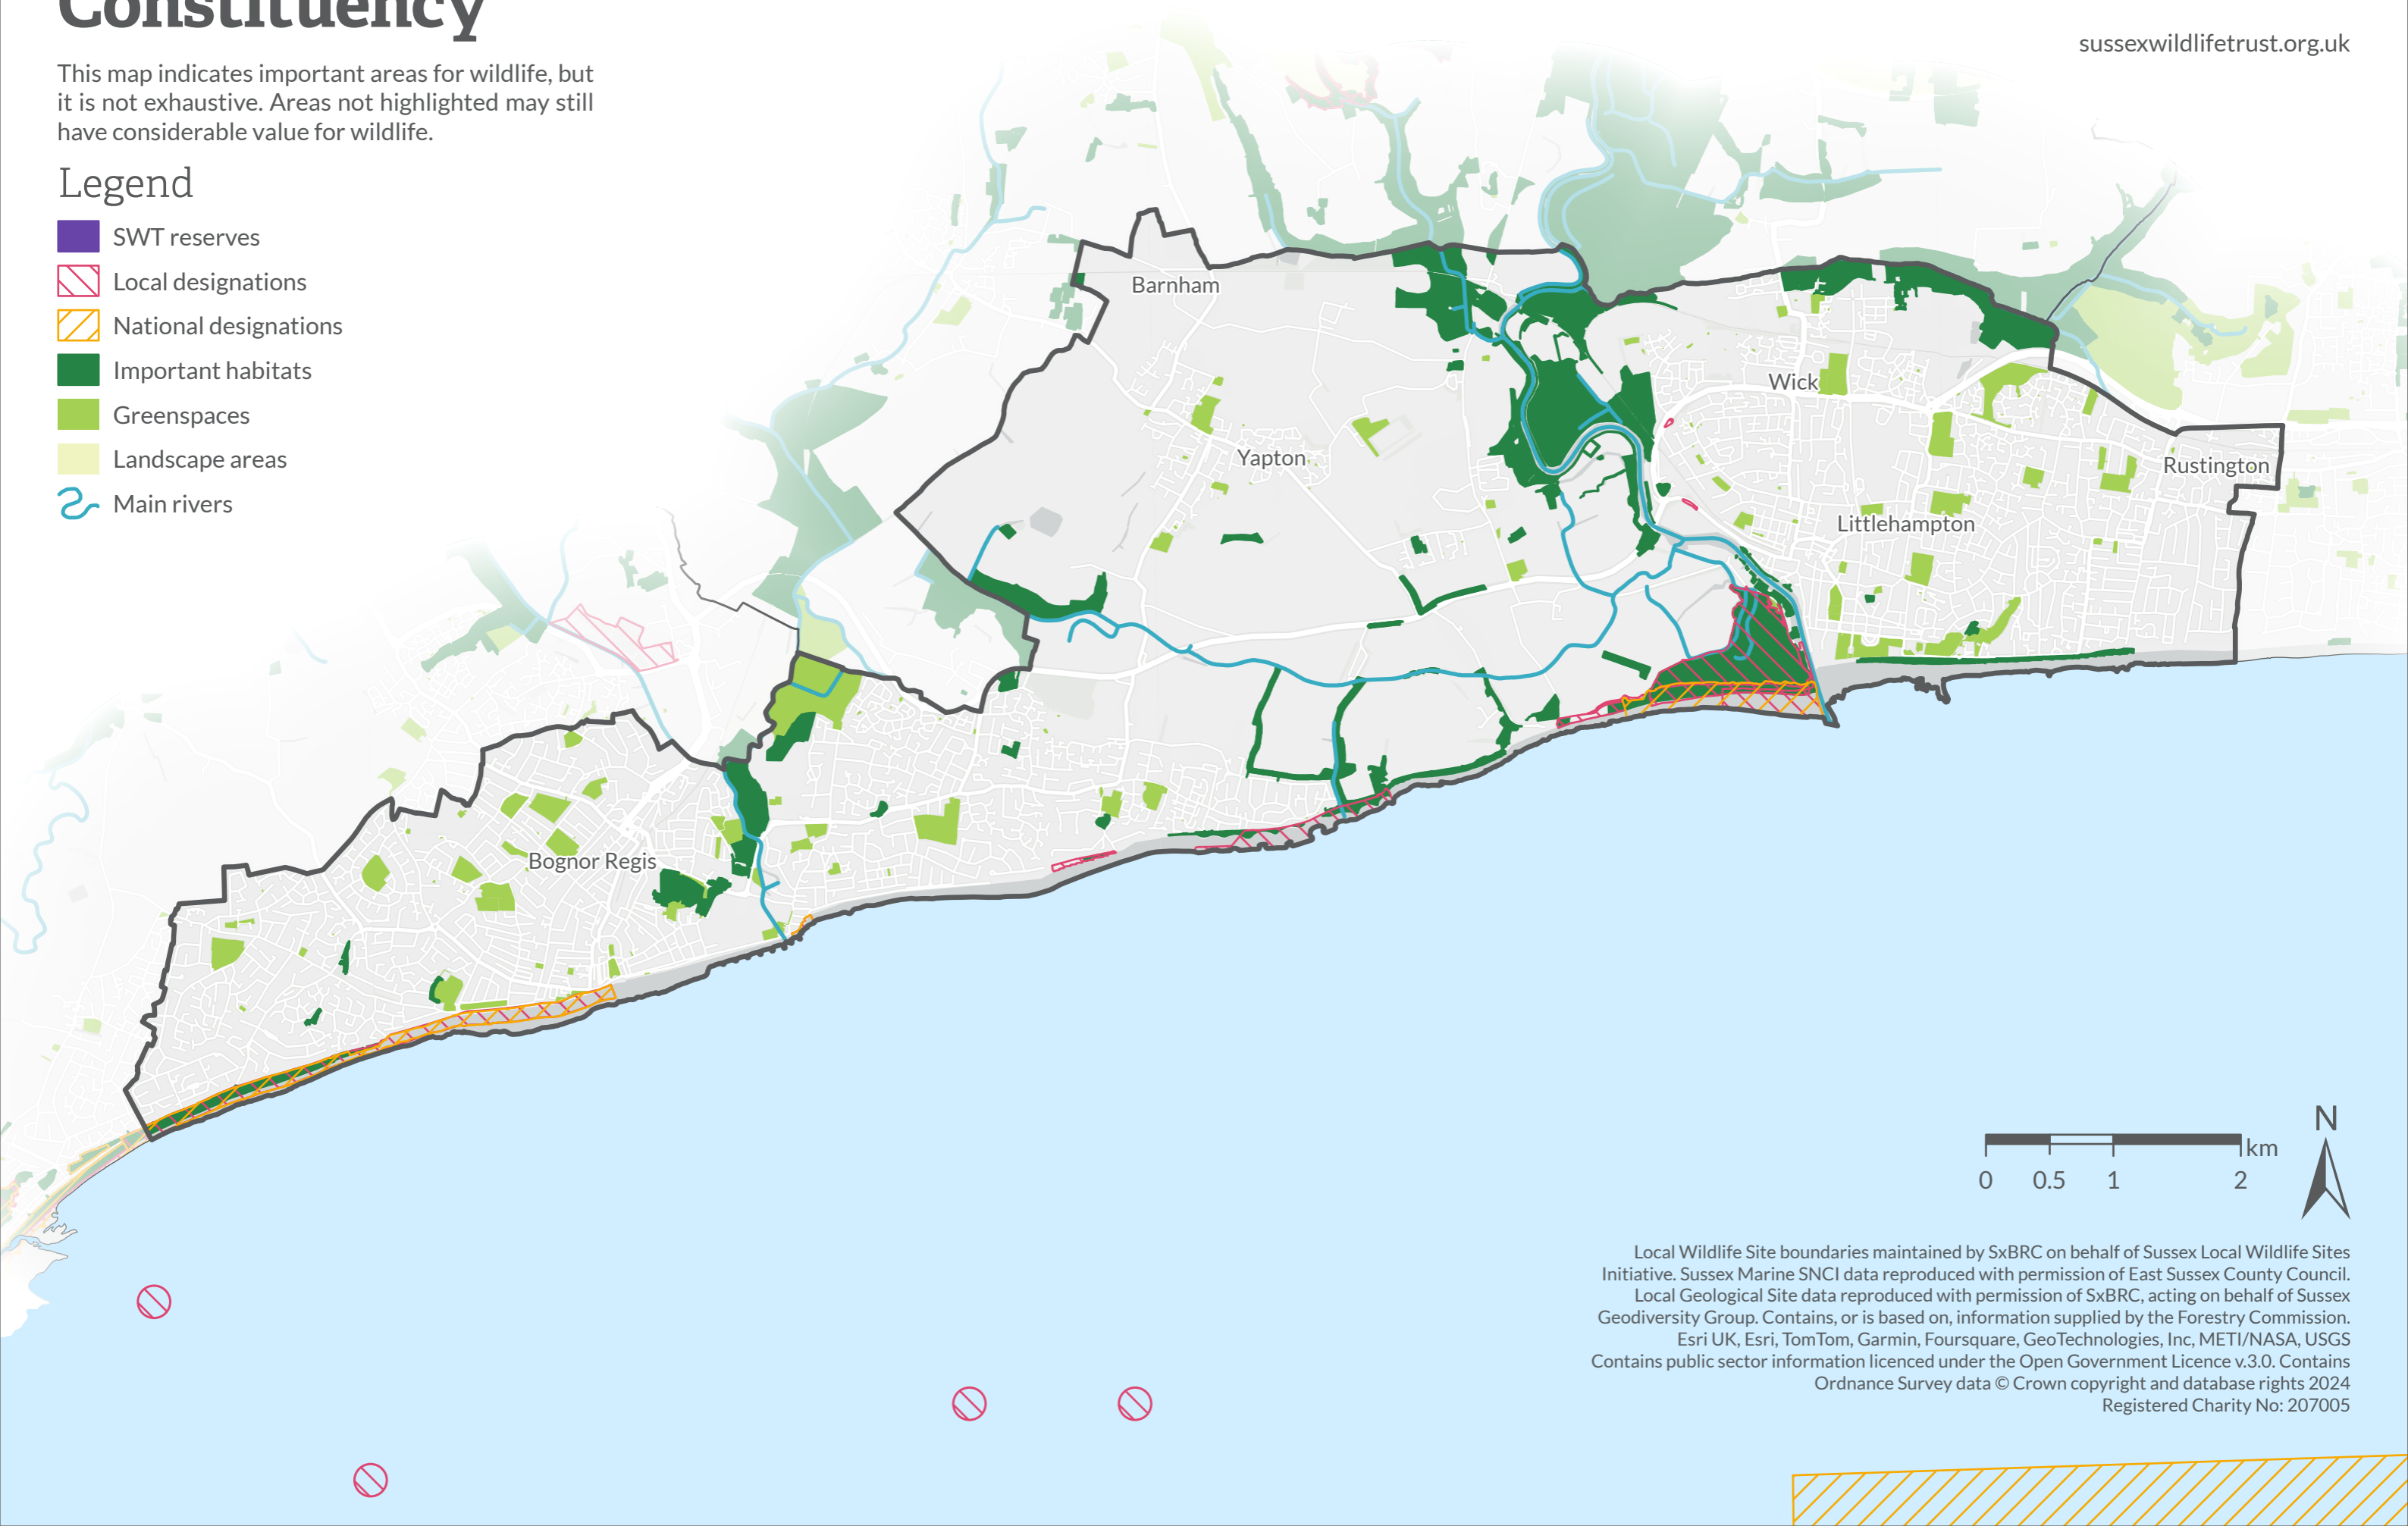 Constituency
sussexwildlifetrust.org.uk
This map indicates important areas for wildlife, but
it is not exhaustive. Areas not highlighted may still
have considerable value for wildlife.
Legend
SWT reserves
Local designations
National designations
Important habitats
Greenspaces
Landscape areas
Main rivers
Barnham
Wick
Yapton
Rustington
Littlehampton
Bognor Regis
N
km
0 0.5 1 2
Local Wildlife Site boundaries maintained by SxBRC on behalf of Sussex Local Wildlife Sites
Initiative. Sussex Marine SNCI data reproduced with permission of East Sussex County Council.
Local Geological Site data reproduced with permission of SxBRC, acting on behalf of Sussex
Geodiversity Group. Contains, or is based on, information supplied by the Forestry Commission.
Esri UK, Esri, TomTom, Garmin, Foursquare, GeoTechnologies, Inc, METI/NASA, USGS
Contains public sector information licenced under the Open Government Licence v.3.0. Contains
Ordnance Survey data © Crown copyright and database rights 2024
Registered Charity No: 207005